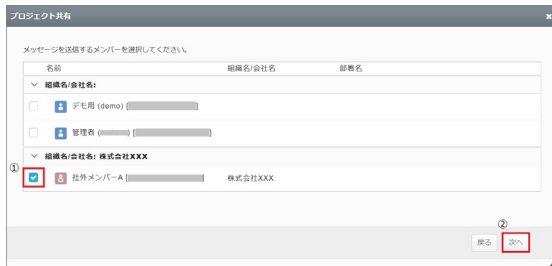 プロジェクト共有
メッセージを送信するメンバーを選択してください。
名前 組織名/会社名 部署名
組織名/会社名:
デモ用 (demo) [ ]
管理者 ( ) [ ]
組織名/会社名: 株式会社XXX
① 社外メンバーA [ ] 株式会社XXX
②
戻る 次へ